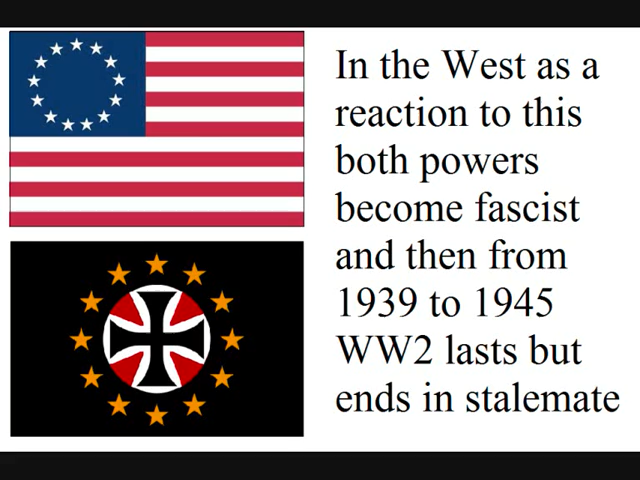 In the West as a
reaction to this
both powers
become fascist
and then from
1939 to 1945
WW2 lasts but
ends in stalemate